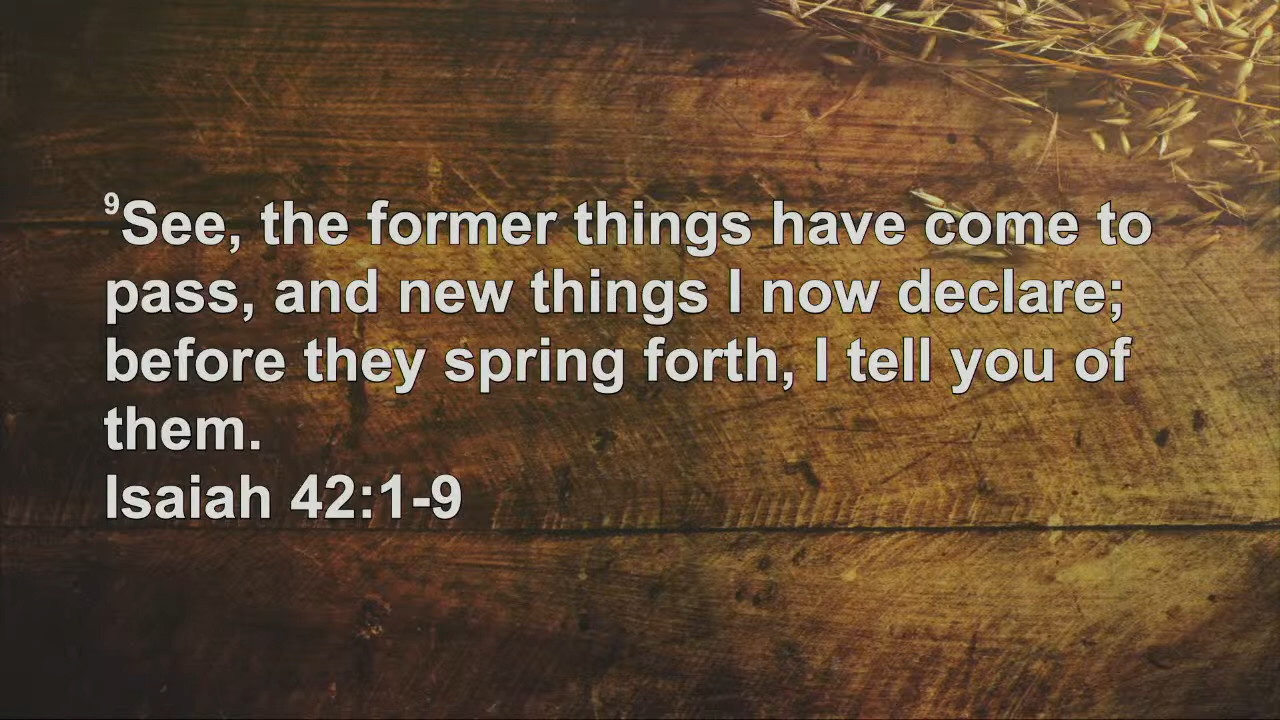 ⁹See, the former things have come to
pass, and new things I now declare;
before they spring forth, I tell you of
them.
Isaiah 42:1-9